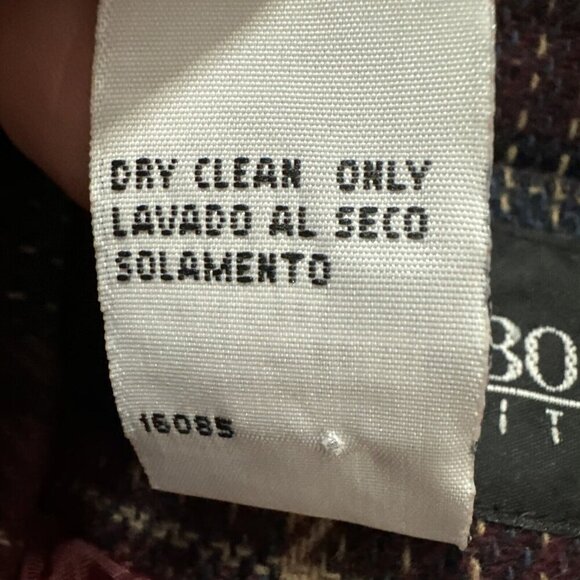 DRY CLEAN ONLY
LAVADO AL SECO
SOLAMENTO
16085